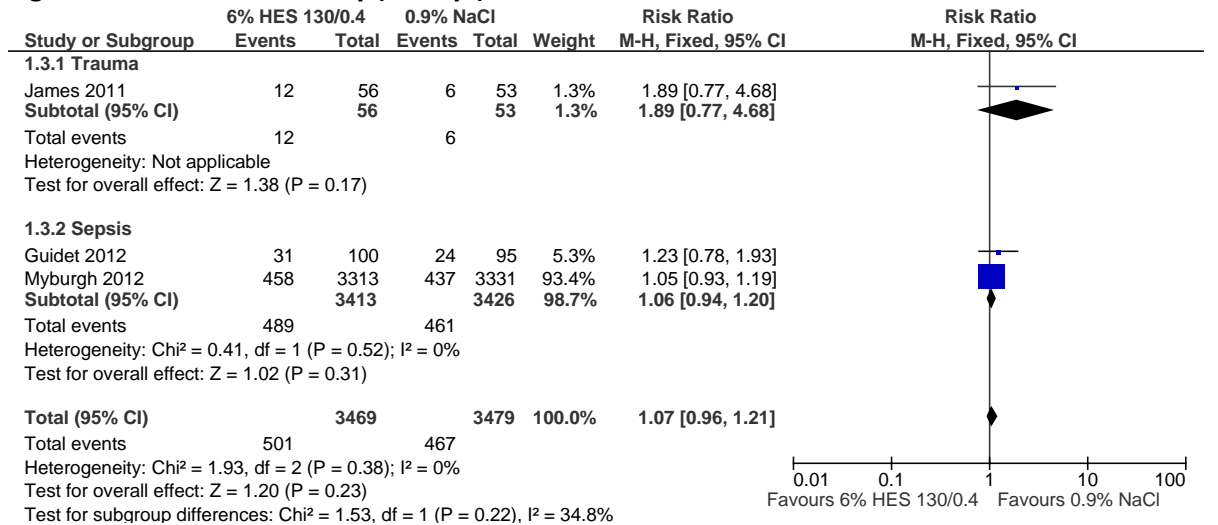 6% HES 130/0.4 0.9% NaCl Risk Ratio Risk Ratio
Study or Subgroup Events Total Events Total Weight M-H, Fixed, 95% CI M-H, Fixed, 95% CI
1.3.1 Trauma
James 2011 12 56 6 53 1.3% 1.89 [0.77, 4.68]
Subtotal (95% CI) 56 53 1.3% 1.89 [0.77, 4.68]
Total events 12 6
Heterogeneity: Not applicable
Test for overall effect: Z = 1.38 (P = 0.17)
1.3.2 Sepsis
Guidet 2012 31 100 24 95 5.3% 1.23 [0.78, 1.93]
Myburgh 2012 458 3313 437 3331 93.4% 1.05 [0.93, 1.19]
Subtotal (95% CI) 3413 3426 98.7% 1.06 [0.94, 1.20]
Total events 489 461
Heterogeneity: Chi² = 0.41, df = 1 (P = 0.52); I² = 0%
Test for overall effect: Z = 1.02 (P = 0.31)
Total (95% CI) 3469 3479 100.0% 1.07 [0.96, 1.21]
Total events 501 467
Heterogeneity: Chi² = 1.93, df = 2 (P = 0.38); I² = 0%
Test for overall effect: Z = 1.20 (P = 0.23)
Test for subgroup differences: Chi² = 1.53, df = 1 (P = 0.22), I² = 34.8%
0.01 0.1 1 10 100
Favours 6% HES 130/0.4 Favours 0.9% NaCl